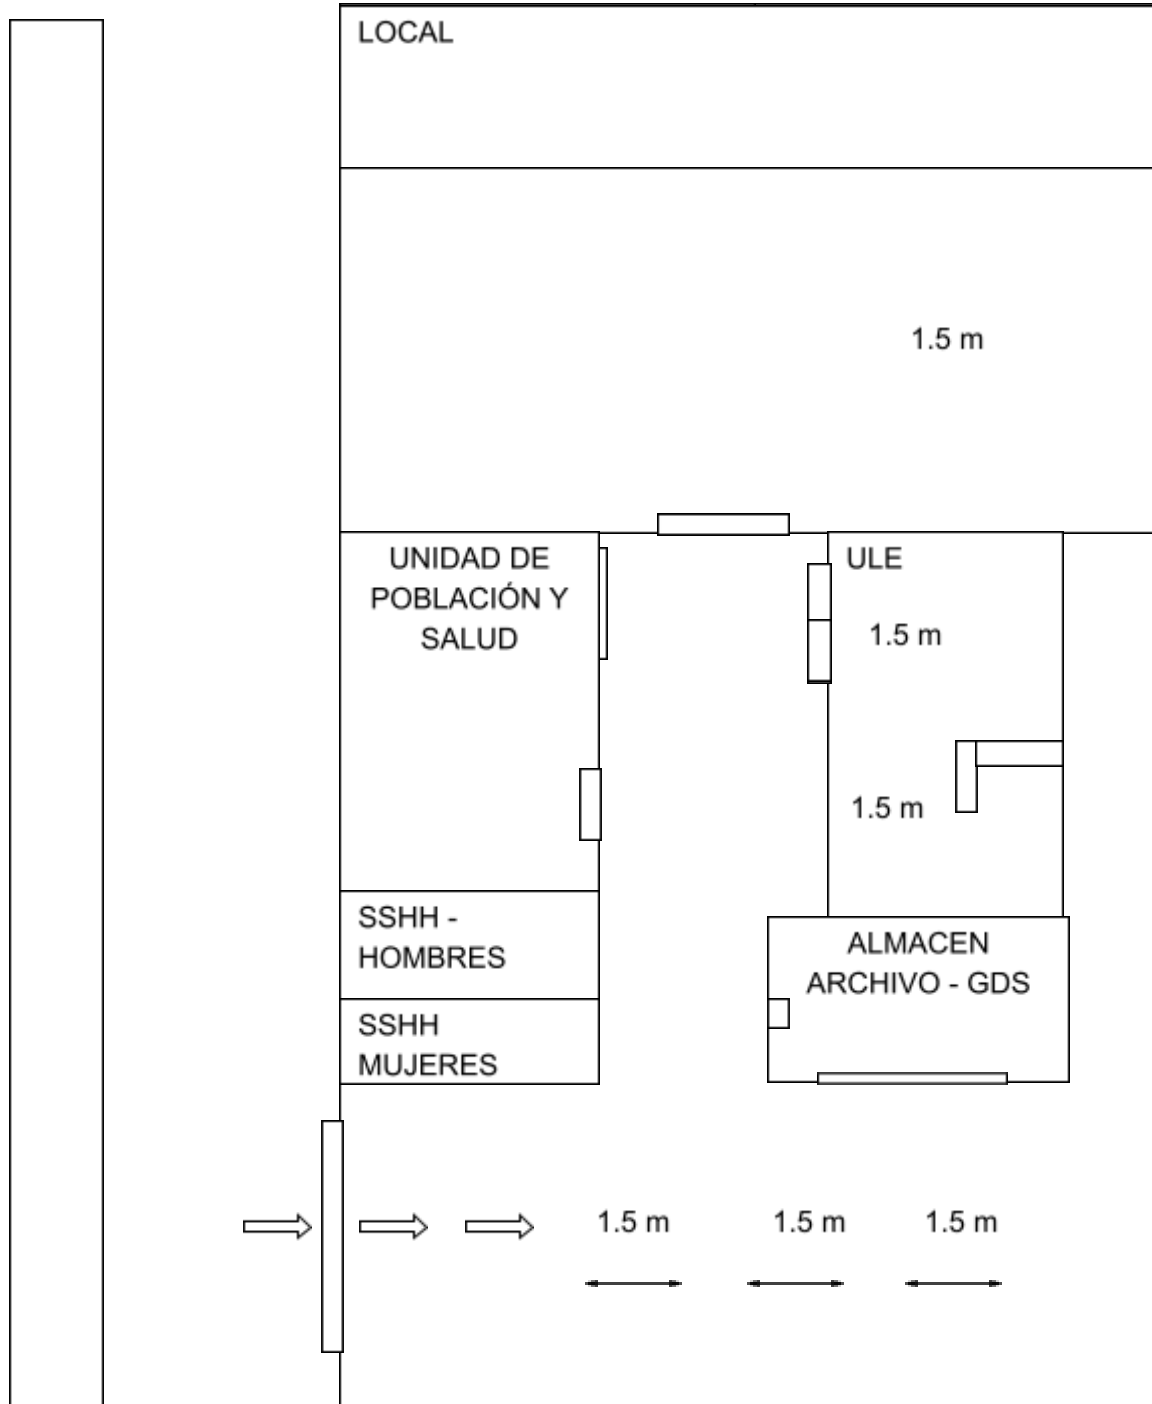 LOCAL
1.5 m
UNIDAD DE
POBLACIÓN Y
SALUD
ULE
1.5 m
1.5 m
SSHH -
HOMBRES
SSHH
MUJERES
ALMACEN
ARCHIVO - GDS
1.5 m
1.5 m
1.5 m